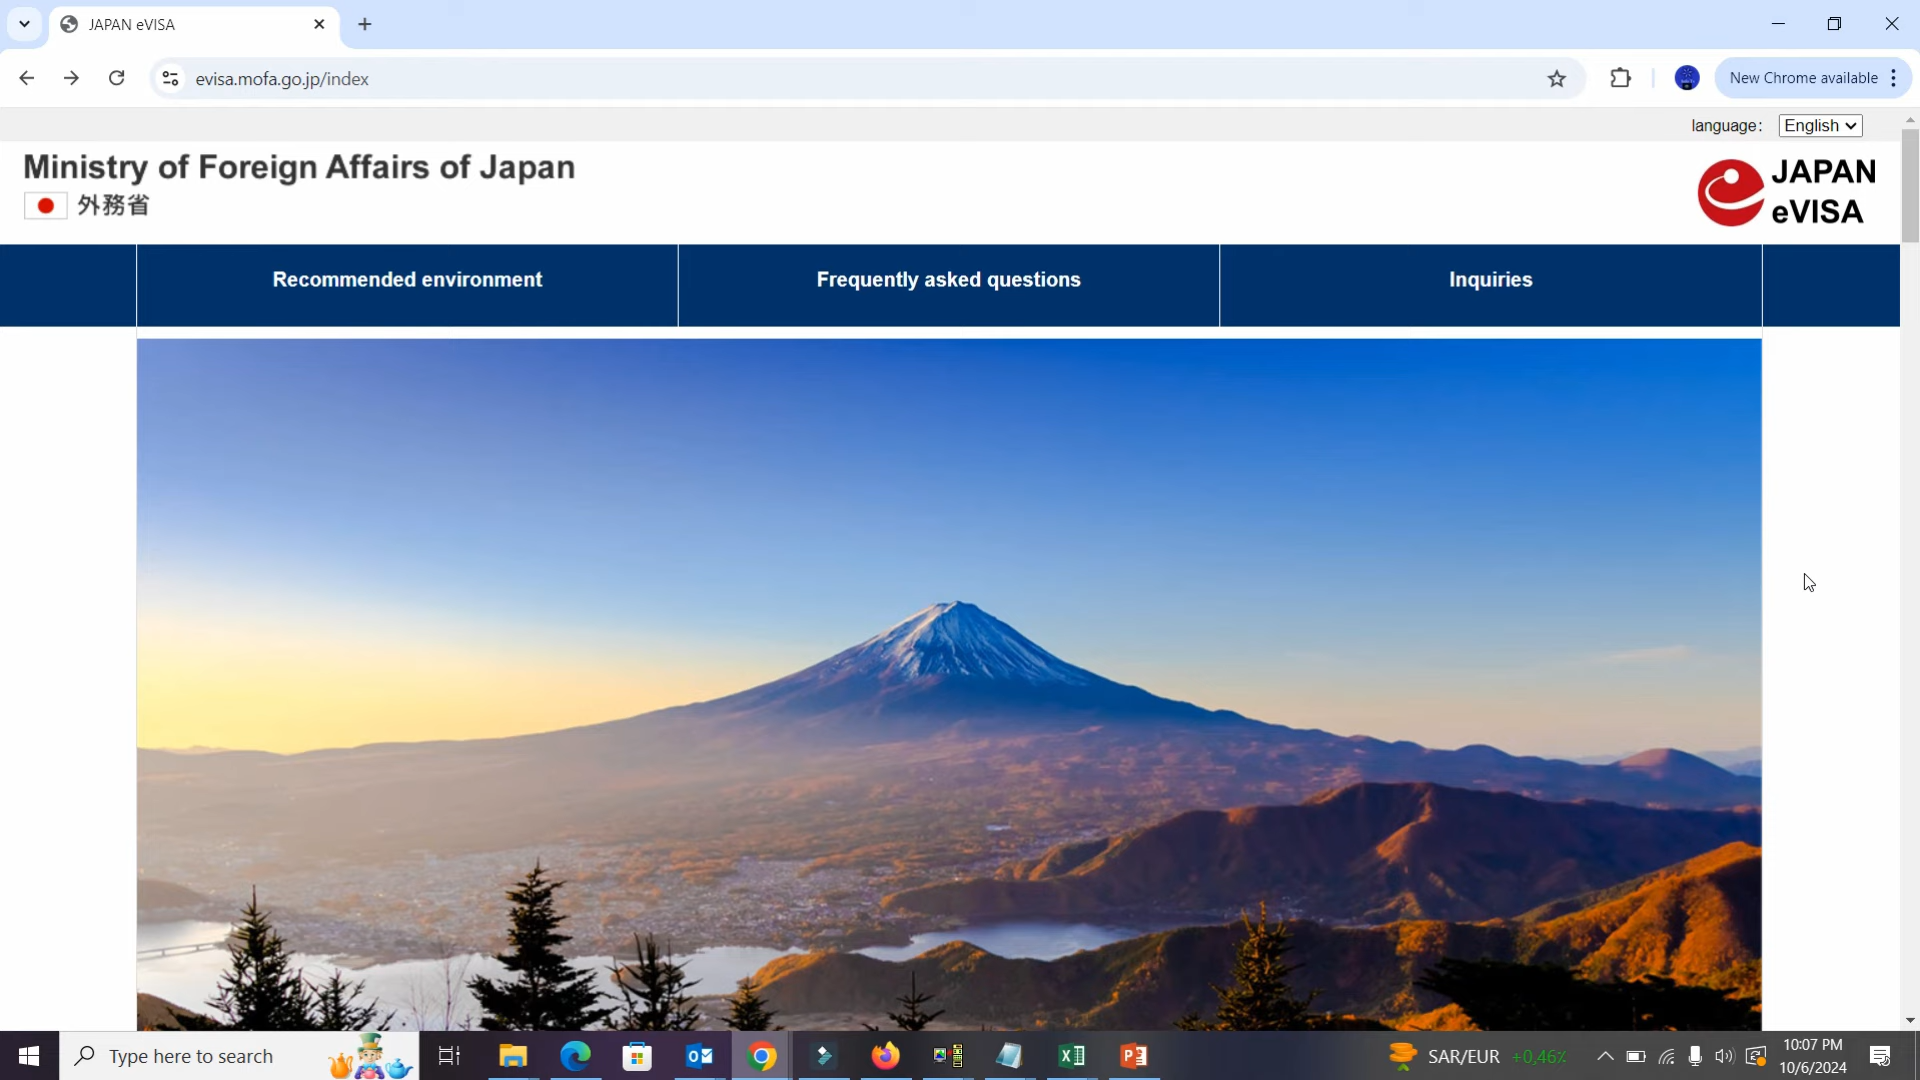 JAPAN eVISA
evisa.mofa.go.jp/index
New Chrome available
language:
English
Ministry of Foreign Affairs of Japan
外務省
JAPAN
eVISA
Recommended environment
Frequently asked questions
Inquiries
Type here to search
SAR/EUR +0,46%
10:07 PM
10/6/2024